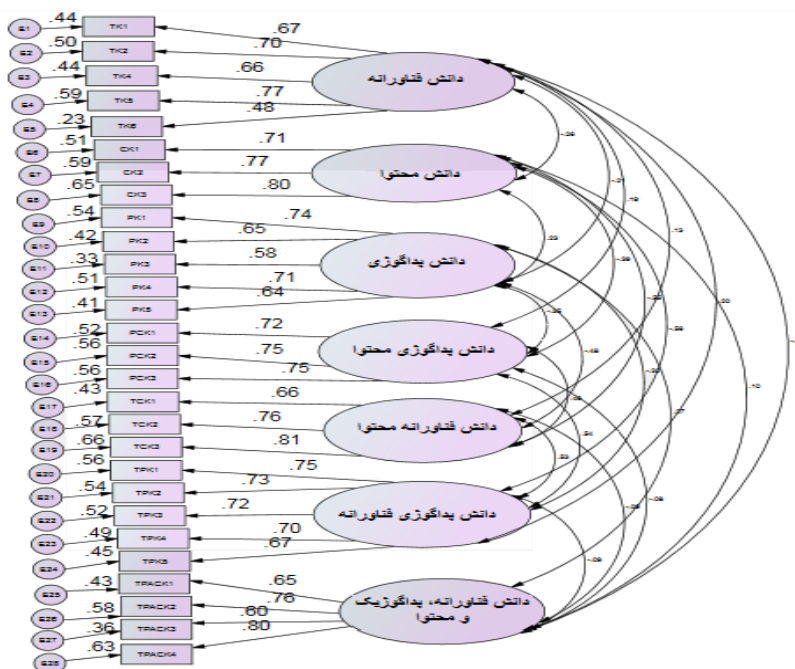 .44
E1
TK1
.67
.50
E2
TK2
.70
.44
E3
TK4
.66
دانش فناورانه
.59
E4
TK5
.77
.23
E5
TK6
.48
.51
E6
CK1
.71
.59
E7
CK2
.77
دانش محتوا
.65
E8
CK3
.80
.54
E9
PK1
.74
.42
E10
PK2
.65
.33
E11
PK3
.58
دانش پداگوژی
.51
E12
PK4
.71
.41
E13
PK5
.64
.52
E14
PCK1
.72
.56
E15
PCK2
.75
دانش پداگوژی محتوا
.56
E16
PCK3
.75
.43
E17
TCK1
.66
.57
E18
TCK2
.76
دانش فناورانه محتوا
.66
E19
TCK3
.81
.56
E20
TPK1
.75
.54
E21
TPK2
.73
.52
E22
TPK3
.72
دانش پداگوژی فناورانه
.49
E23
TPK4
.70
.45
E24
TPK5
.67
.43
E25
TPACK1
.65
.58
E26
TPACK2
.76
دانش فناورانه، پداگوژیک
و محتوا
.36
E27
TPACK3
.60
.63
E28
TPACK4
.80